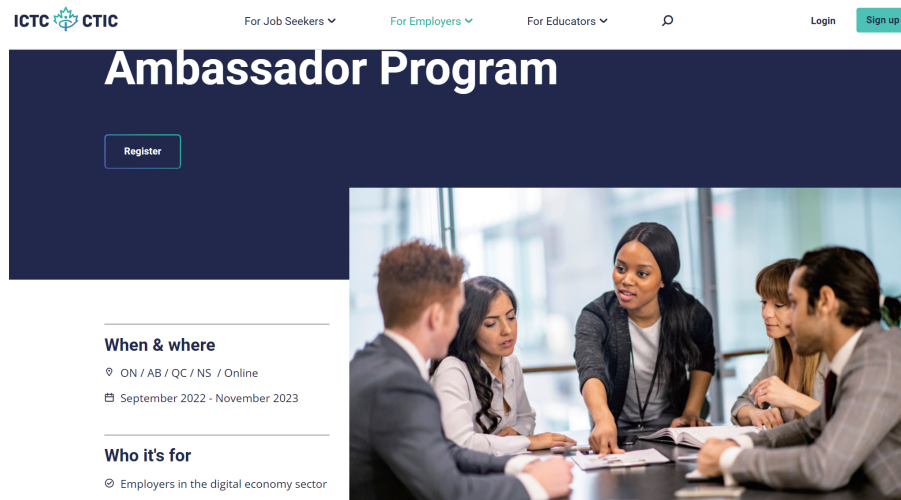 ICTC CTIC
For Job Seekers
For Employers
For Educators
Login
Sign up
Ambassador Program
Register
When & where
ON / AB / QC / NS / Online
September 2022 - November 2023
Who it's for
Employers in the digital economy sector